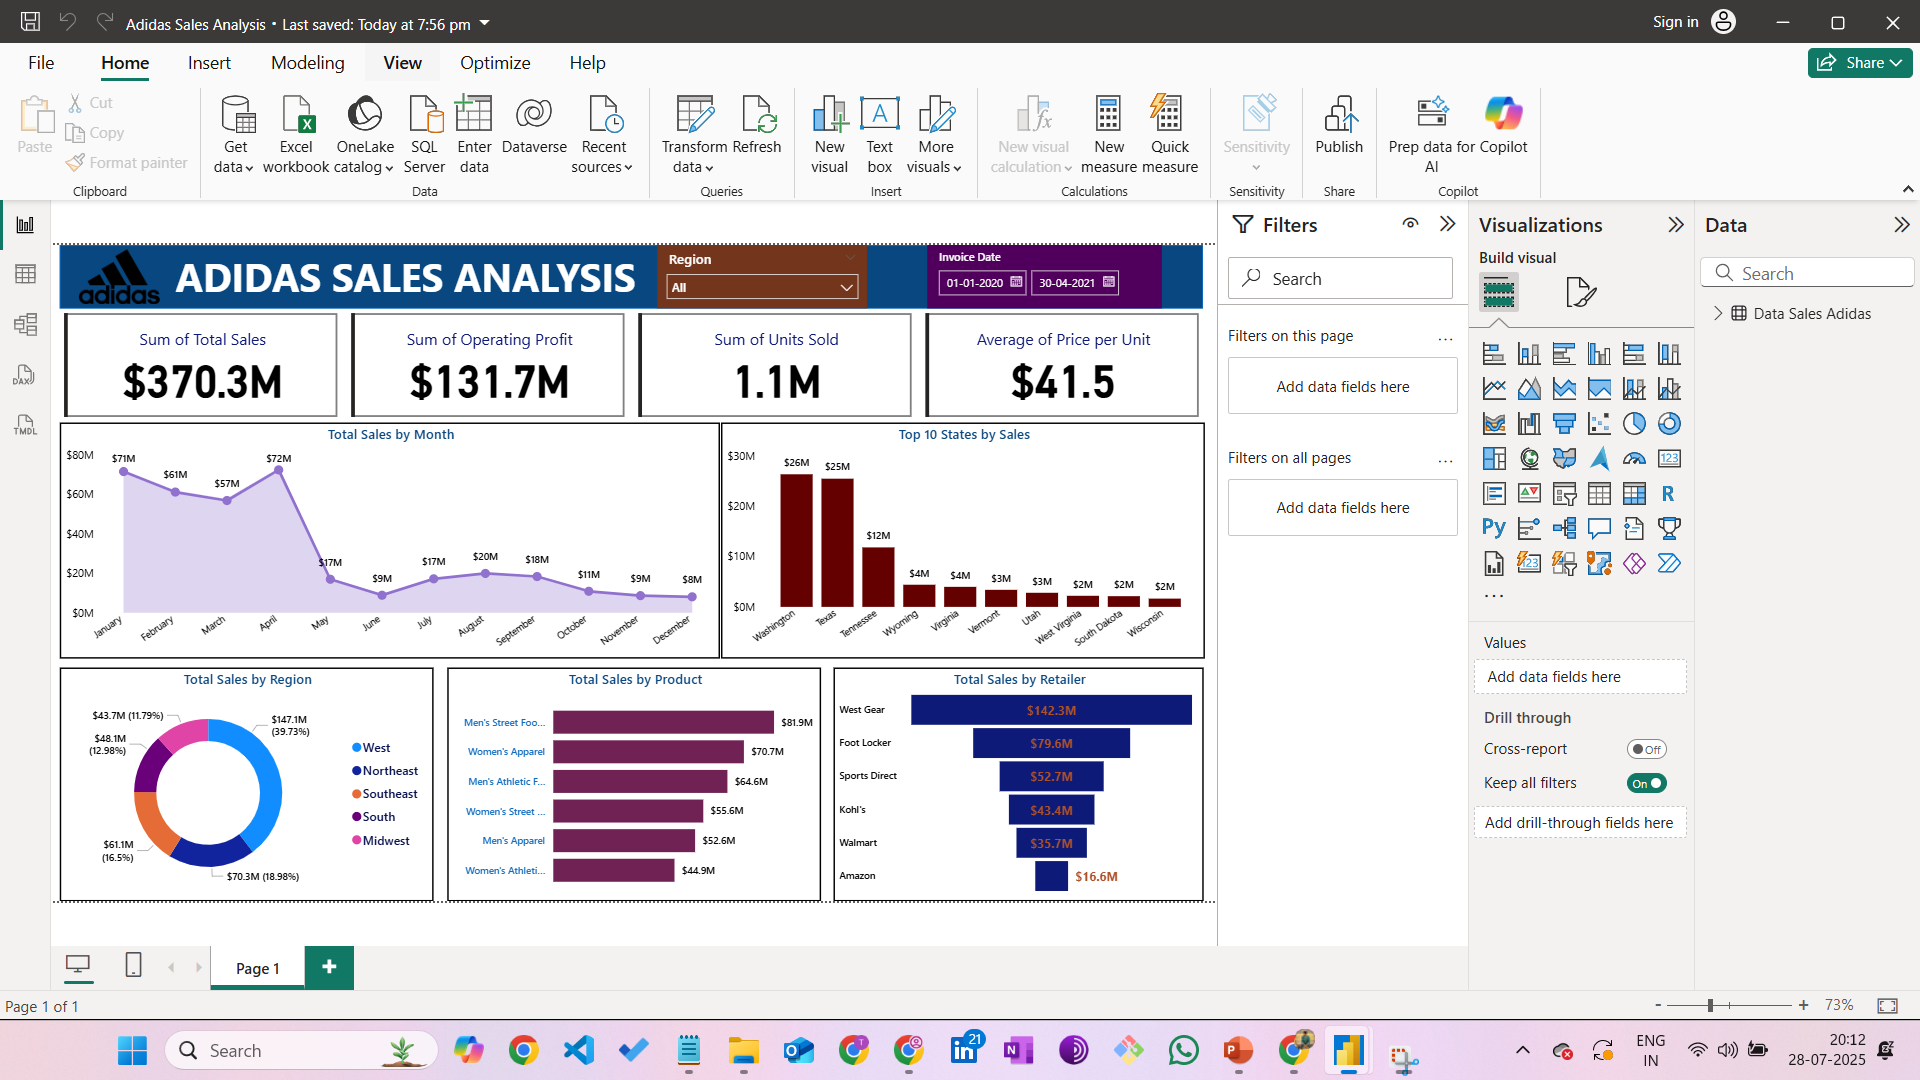 Adidas Sales Analysis • Last saved: Today at 7:56 pm
Sign in
File Home Insert Modeling View Optimize Help
Share
Paste
Cut
Copy
Format painter
Clipboard
Get data
Excel workbook
OneLake catalog
SQL Server
Enter data
Dataverse
Recent sources
Data
Transform data
Refresh
Queries
New visual
Text box
More visuals
Insert
New visual calculation
New measure
Quick measure
Calculations
Sensitivity
Sensitivity
Publish
Share
Prep data for AI
Copilot
Copilot
DAX
TMDL
adidas
ADIDAS SALES ANALYSIS
Region
All
Invoice Date
01-01-2020 30-04-2021
Sum of Total Sales
$370.3M
Sum of Operating Profit
$131.7M
Sum of Units Sold
1.1M
Average of Price per Unit
$41.5
Total Sales by Month
$80M
$60M
$40M
$20M
$0M
$71M $61M $57M $72M $17M $9M $17M $20M $18M $11M $9M $8M
January February March April May June July August September October November December
Top 10 States by Sales
$30M
$20M
$10M
$0M
$26M $25M $12M $4M $4M $3M $3M $2M $2M $2M
Washington Texas Tennessee Wyoming Virginia Vermont Utah West Virginia South Dakota Wisconsin
Total Sales by Region
$43.7M (11.79%)
$48.1M
(12.98%)
$61.1M
(16.5%)
$70.3M (18.98%)
$147.1M
(39.73%)
West
Northeast
Southeast
South
Midwest
Total Sales by Product
Men's Street Foo... $81.9M
Women's Apparel $70.7M
Men's Athletic F... $64.6M
Women's Street ... $55.6M
Men's Apparel $52.6M
Women's Athleti... $44.9M
Total Sales by Retailer
West Gear $142.3M
Foot Locker $79.6M
Sports Direct $52.7M
Kohl's $43.4M
Walmart $35.7M
Amazon $16.6M
Filters
Search
Filters on this page ...
Add data fields here
Filters on all pages ...
Add data fields here
Visualizations
Build visual
123
R
Py
123
...
Values
Add data fields here
Drill through
Cross-report Off
Keep all filters On
Add drill-through fields here
Data
Search
Data Sales Adidas
Page 1
+
Page 1 of 1
- + 73%
Search
21
ENG
IN
20:12
28-07-2025